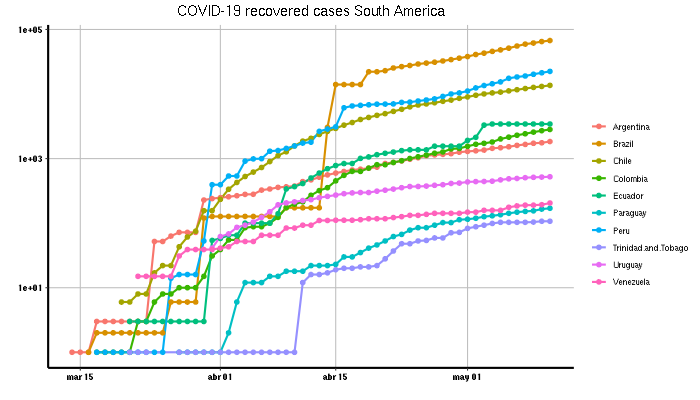 COVID-19 recovered cases South America
1e+05
1e+03
1e+01
mar 15
abr 01
abr 15
may 01
Argentina
Brazil
Chile
Colombia
Ecuador
Paraguay
Peru
Trinidad.and.Tobago
Uruguay
Venezuela